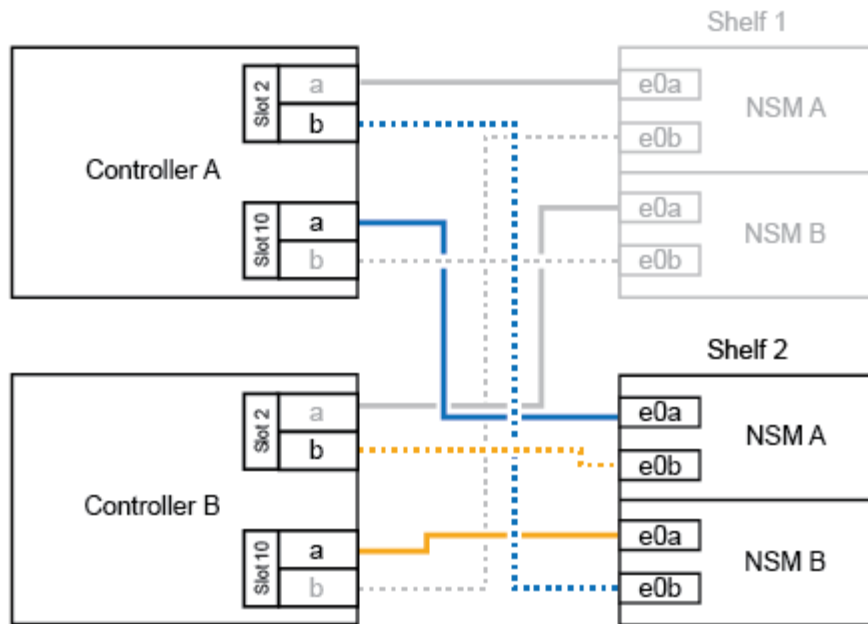 Shelf 1
Slot 2
a
b
Controller A
Slot 10
a
b
e0a
e0b
NSM A
e0a
e0b
NSM B
Shelf 2
Slot 2
a
b
Controller B
Slot 10
a
b
e0a
e0b
NSM A
e0a
e0b
NSM B